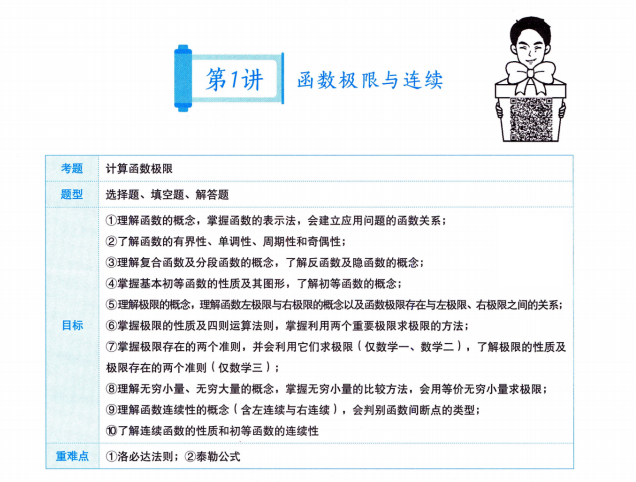 第1讲 函数极限与连续
考题 计算函数极限
题型 选择题、填空题、解答题
目标
①理解函数的概念，掌握函数的表示法，会建立应用问题的函数关系；
②了解函数的有界性、单调性、周期性和奇偶性；
③理解复合函数及分段函数的概念，了解反函数及隐函数的概念；
④掌握基本初等函数的性质及其图形，了解初等函数的概念；
⑤理解极限的概念，理解函数左极限与右极限的概念以及函数极限存在与左极限、右极限之间的关系；
⑥掌握极限的性质及四则运算法则，掌握利用两个重要极限求极限的方法；
⑦掌握极限存在的两个准则，并会利用它们求极限（仅数学一、数学二），了解极限的性质及
极限存在的两个准则（仅数学三）；
⑧理解无穷小量、无穷大量的概念，掌握无穷小量的比较方法，会用等价无穷小量求极限；
⑨理解函数连续性的概念（含左连续与右连续），会判别函数间断点的类型；
⑩了解连续函数的性质和初等函数的连续性
重难点 ①洛必达法则；②泰勒公式